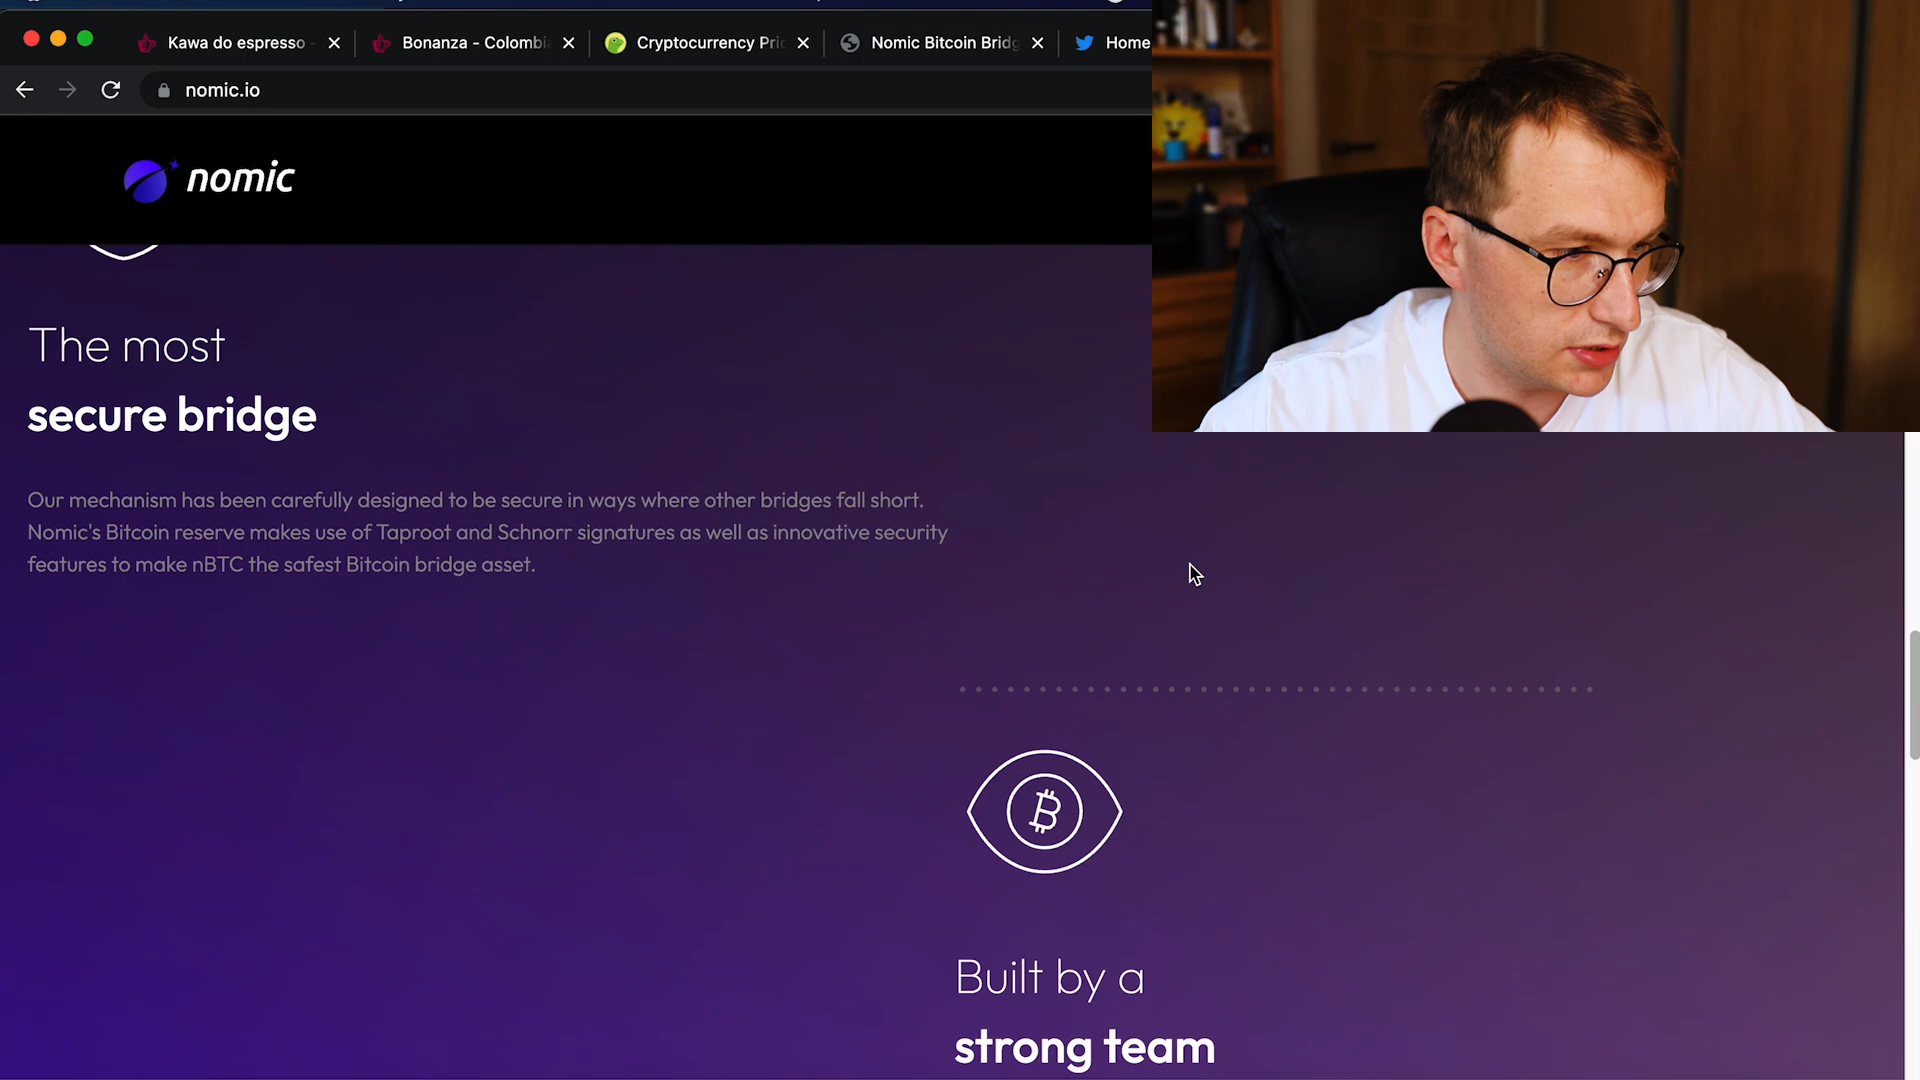 Kawa do espresso
Bonanza - Colombi
Cryptocurrency Pric
Nomic Bitcoin Bridg
Home
nomic.io
nomic
The most
secure bridge
Our mechanism has been carefully designed to be secure in ways where other bridges fall short.
Nomic's Bitcoin reserve makes use of Taproot and Schnorr signatures as well as innovative security
features to make nBTC the safest Bitcoin bridge asset.
Built by a
strong team